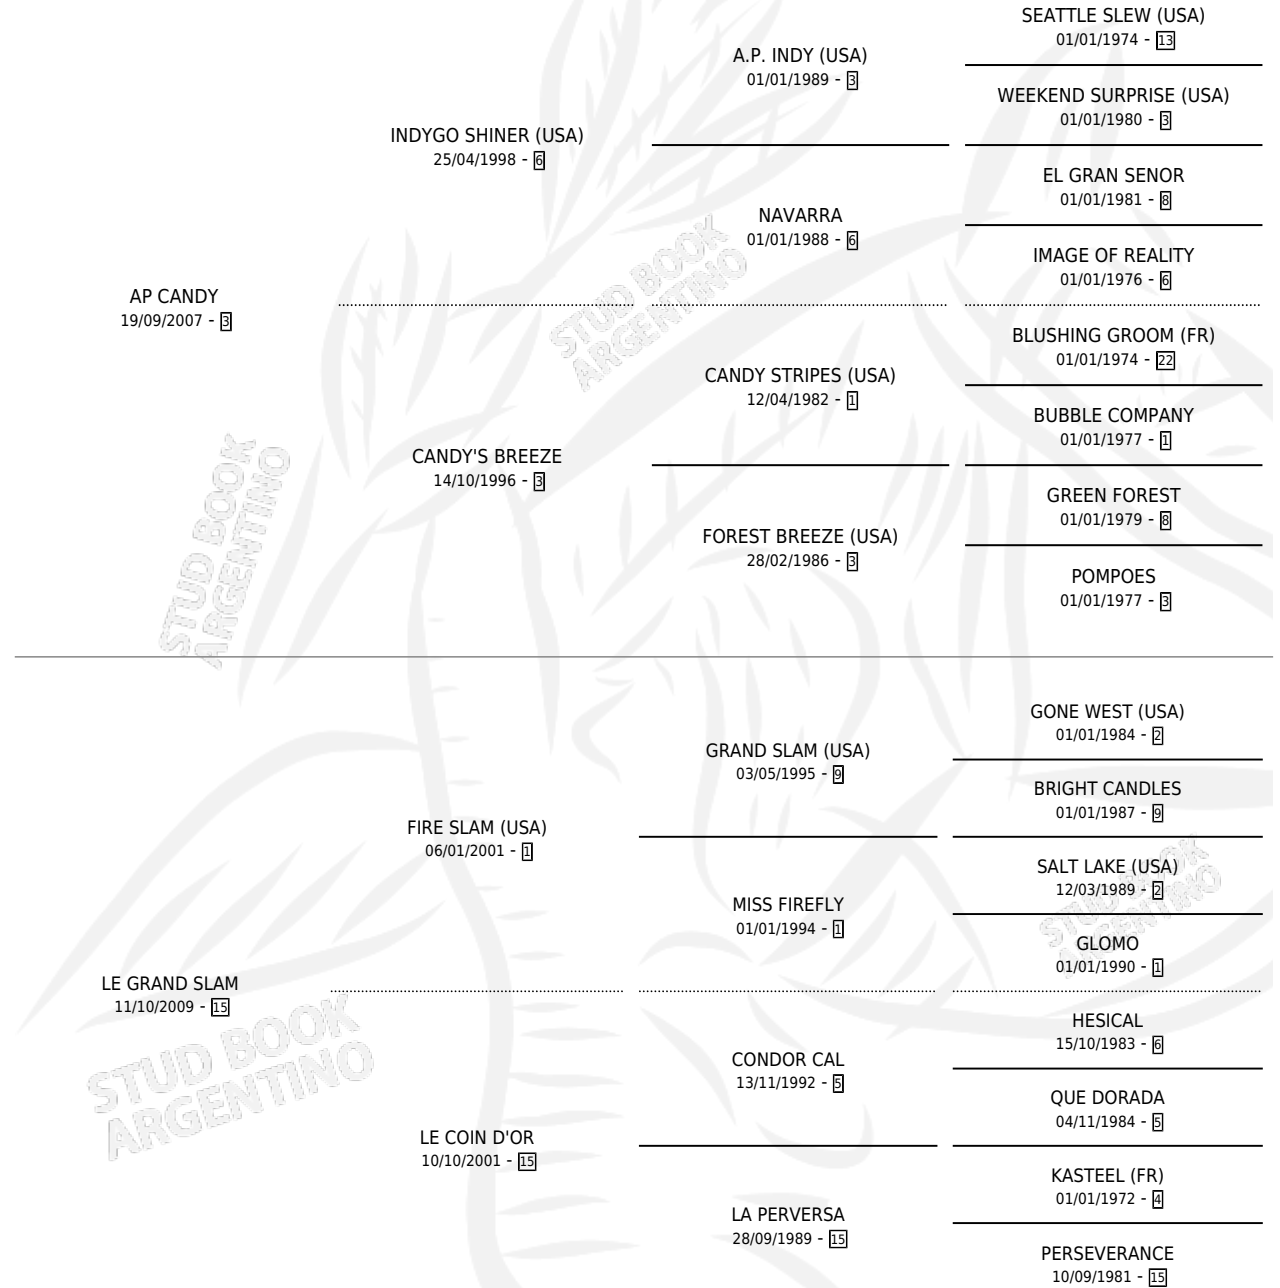 SEATTLE SLEW (USA)
01/01/1974 - 13
A.P. INDY (USA)
01/01/1989 - 3
WEEKEND SURPRISE (USA)
01/01/1980 - 3
INDYGO SHINER (USA)
25/04/1998 - 6
EL GRAN SENOR
01/01/1981 - 8
NAVARRA
01/01/1988 - 6
IMAGE OF REALITY
01/01/1976 - 6
AP CANDY
19/09/2007 - 3
BLUSHING GROOM (FR)
01/01/1974 - 22
CANDY STRIPES (USA)
12/04/1982 - 1
BUBBLE COMPANY
01/01/1977 - 1
CANDY'S BREEZE
14/10/1996 - 3
GREEN FOREST
01/01/1979 - 8
FOREST BREEZE (USA)
28/02/1986 - 3
POMPOES
01/01/1977 - 3
GONE WEST (USA)
01/01/1984 - 2
GRAND SLAM (USA)
03/05/1995 - 9
BRIGHT CANDLES
01/01/1987 - 9
FIRE SLAM (USA)
06/01/2001 - 1
SALT LAKE (USA)
12/03/1989 - 2
MISS FIREFLY
01/01/1994 - 1
GLOMO
01/01/1990 - 1
LE GRAND SLAM
11/10/2009 - 15
HESICAL
15/10/1983 - 6
CONDOR CAL
13/11/1992 - 5
QUE DORADA
04/11/1984 - 5
LE COIN D'OR
10/10/2001 - 15
KASTEEL (FR)
01/01/1972 - 4
LA PERVERSA
28/09/1989 - 15
PERSEVERANCE
10/09/1981 - 15
STUD BOOK
ARGENTINO
STUD BOOK
ARGENTINO
STUD BOOK
ARGENTINO
STUD BOOK
ARGENTINO